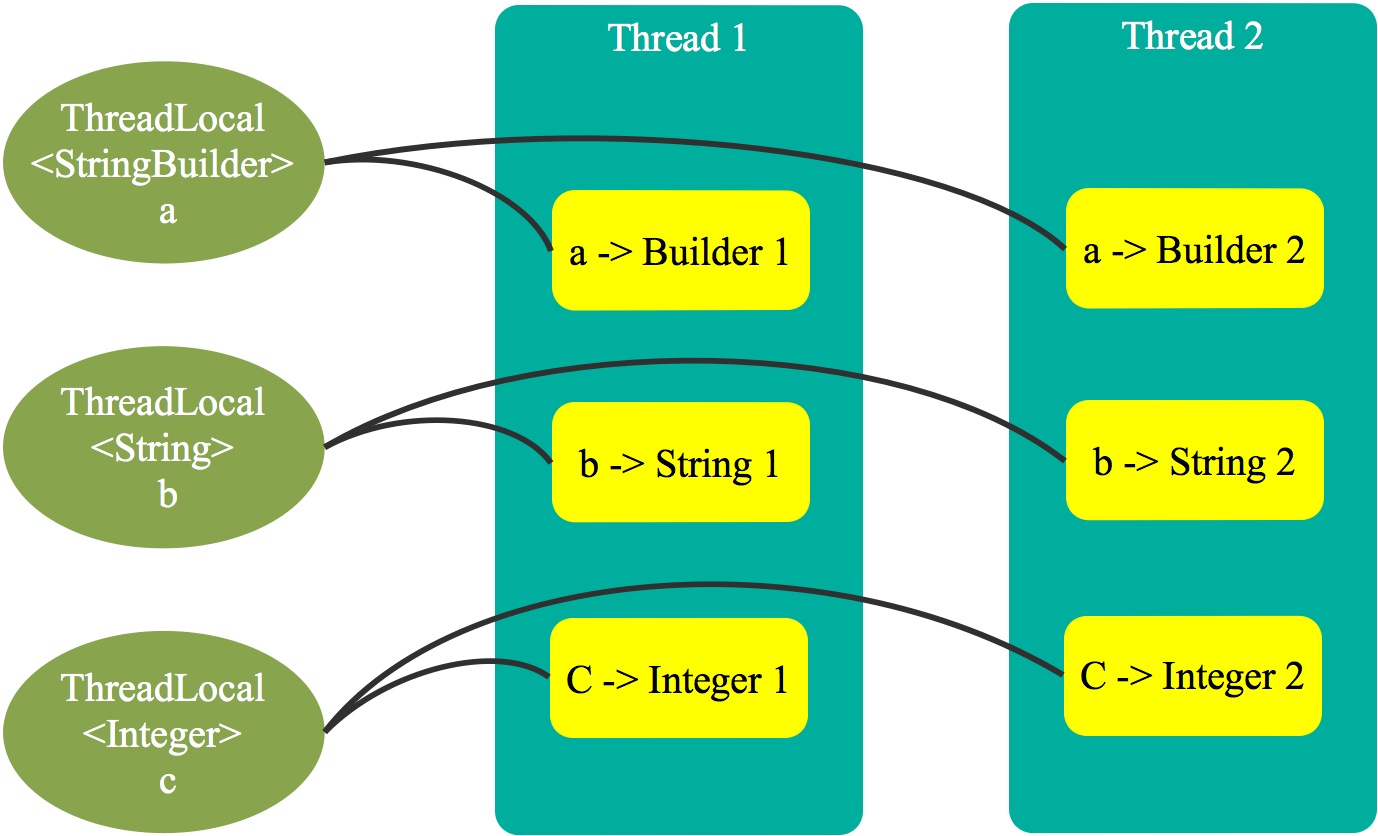 Thread 1
Thread 2
ThreadLocal
<StringBuilder>
a
a -> Builder 1
a -> Builder 2
ThreadLocal
<String>
b
b -> String 1
b -> String 2
ThreadLocal
<Integer>
c
C -> Integer 1
C -> Integer 2